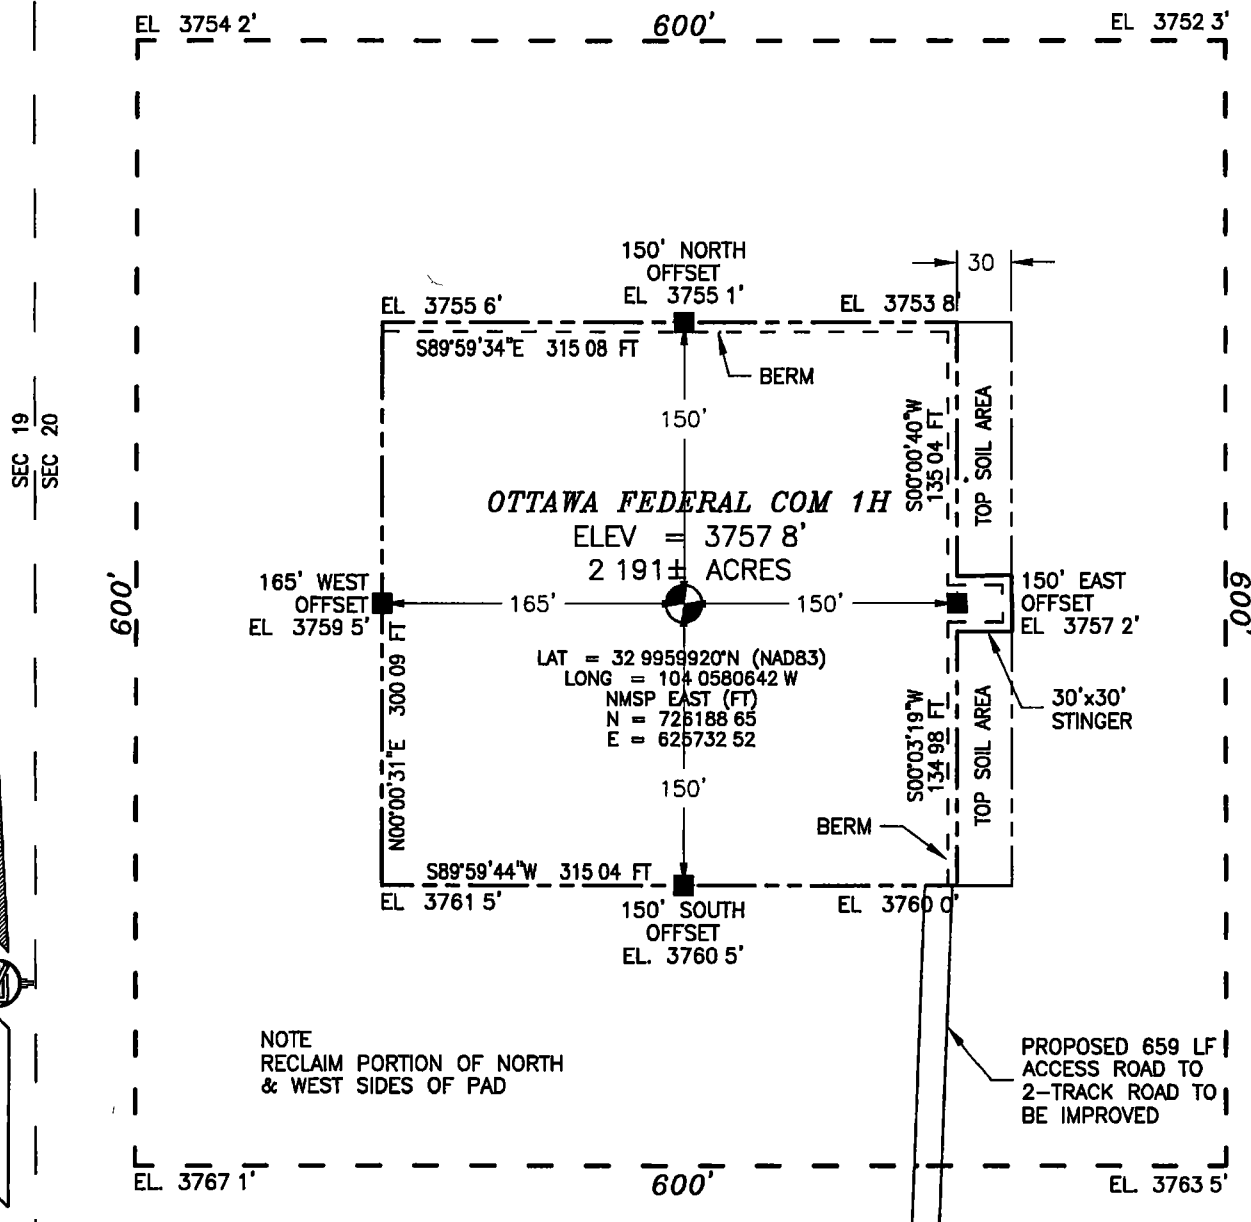 EL 3754 2'
600'
EL 3752 3'
150' NORTH
OFFSET
EL 3755 1'
30
EL 3755 6'
EL 3753 8'
S89°59'34"E 315 08 FT
BERM
150'
S00°00'40"W
135 04 FT
TOP SOIL AREA
SEC 19
SEC 20
OTTAWA FEDERAL COM 1H
ELEV = 3757 8'
2 191± ACRES
600'
165' WEST
OFFSET
EL 3759 5'
165'
150'
150' EAST
OFFSET
EL 3757 2'
600'
LAT = 32 9959920°N (NAD83)
LONG = 104 0580642 W
NMSP EAST (FT)
N = 726188 65
E = 625732 52
N00°00'31"E 300 09 FT
30'x30'
STINGER
S00°03'19"W
134 98 FT
TOP SOIL AREA
150'
BERM
S89°59'44"W 315 04 FT
EL 3761 5'
EL 3760 0'
150' SOUTH
OFFSET
EL. 3760 5'
NOTE
RECLAIM PORTION OF NORTH
& WEST SIDES OF PAD
PROPOSED 659 LF
ACCESS ROAD TO
2-TRACK ROAD TO
BE IMPROVED
EL. 3767 1'
600'
EL. 3763 5'